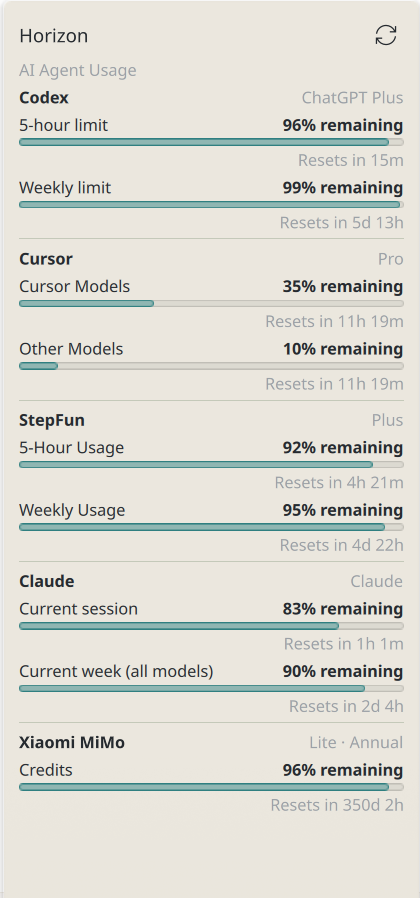 Horizon
AI Agent Usage
Codex ChatGPT Plus
5-hour limit 96% remaining
Resets in 15m
Weekly limit 99% remaining
Resets in 5d 13h
Cursor Pro
Cursor Models 35% remaining
Resets in 11h 19m
Other Models 10% remaining
Resets in 11h 19m
StepFun Plus
5-Hour Usage 92% remaining
Resets in 4h 21m
Weekly Usage 95% remaining
Resets in 4d 22h
Claude Claude
Current session 83% remaining
Resets in 1h 1m
Current week (all models) 90% remaining
Resets in 2d 4h
Xiaomi MiMo Lite · Annual
Credits 96% remaining
Resets in 350d 2h